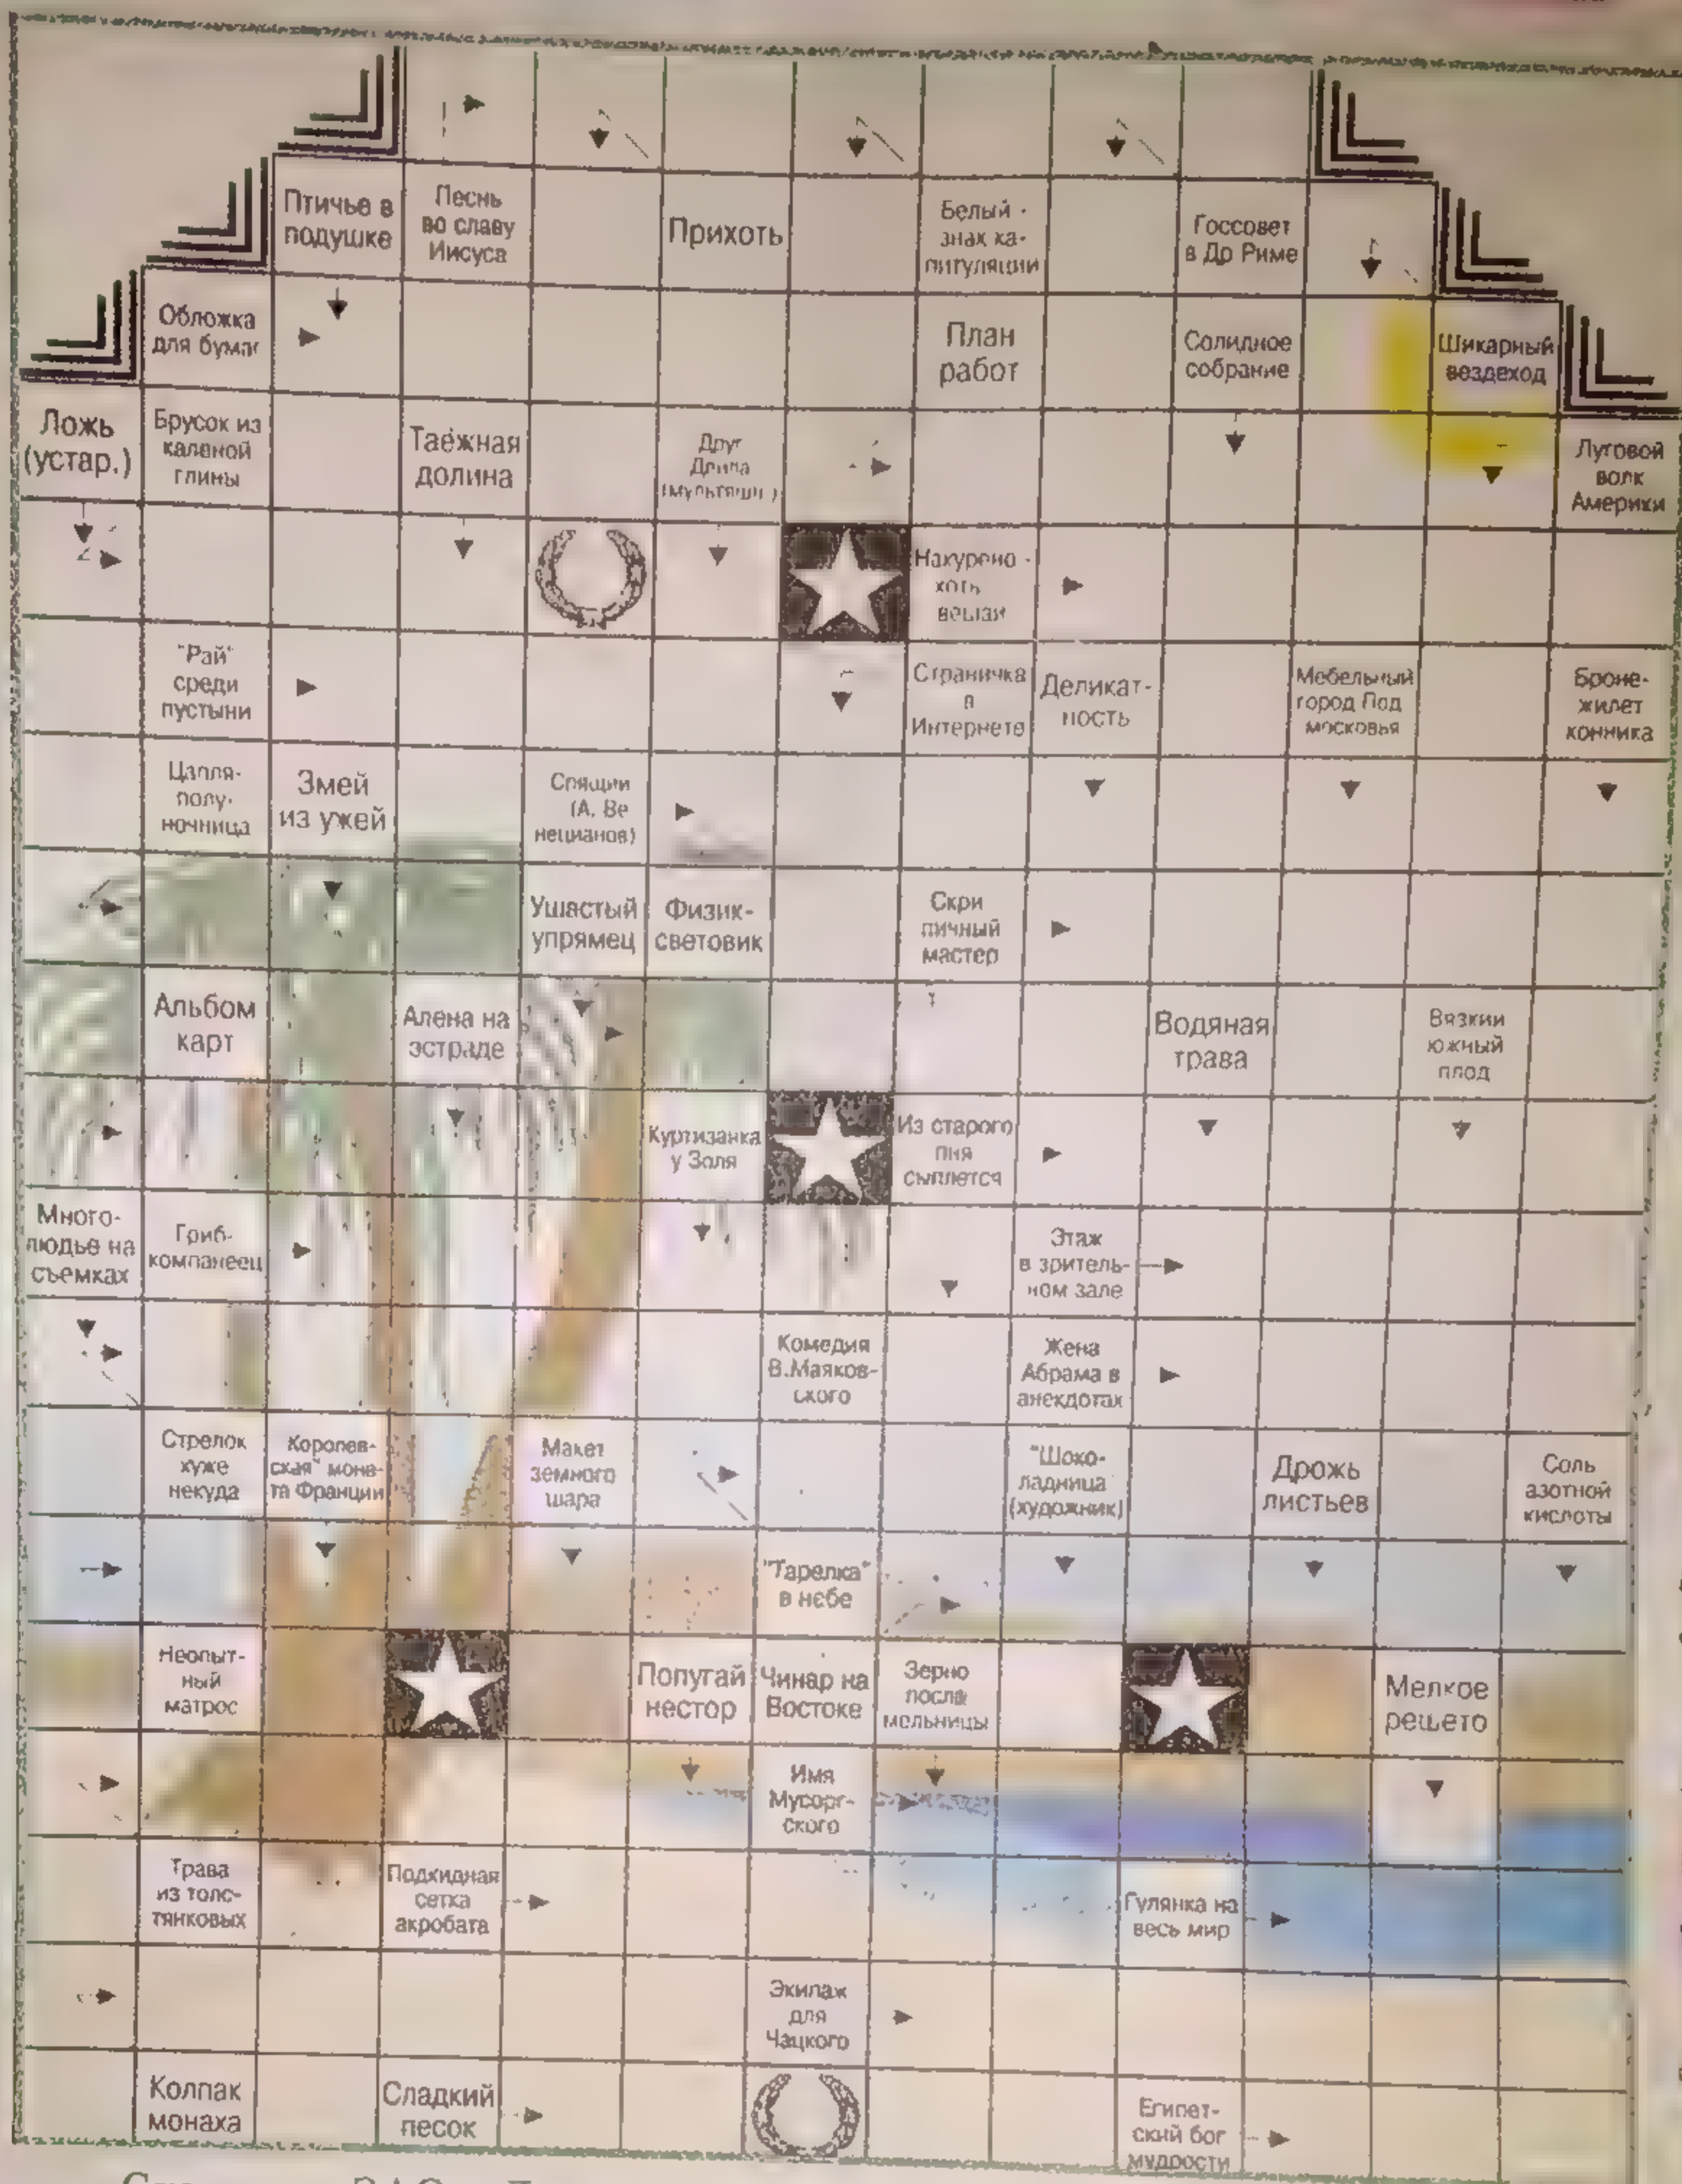 Птичье в
подушке
Песнь
во славу
Иисуса
Прихоть
Белый -
знак ка-
питуляции
Госсовет
в Др Риме
Обложка
для бумаг
План
работ
Солидное
собрание
Шикарный
вездеход
Ложь
(устар.)
Брусок из
каленой
глины
Таёжная
долина
Друг
(мультяшн.)
Луговой
волк
Америки
Накурено -
хоть
вешай
"Рай"
среди
пустыни
Страничка
в
Интернете
Деликат-
ность
Мебельный
город Под
московья
Броне-
жилет
конника
Цапля-
полу-
ночница
Змей
из ужей
Спящий
(А. Ве
нецианов)
Ушастый
упрямец
Физик-
световик
Скри
пичный
мастер
Альбом
карт
Алена на
эстраде
Водяная
трава
Вязкий
южный
плод
Куртизанка
у Золя
Из старого
пня
сыплется
Много-
людье на
съемках
Гриб-
компанеец
Этаж
в зритель-
ном зале
Комедия
В.Маяков-
ского
Жена
Абрама в
анекдотах
Стрелок
хуже
некуда
"Королев-
ская" моне-
та Франции
Макет
земного
шара
"Шоко-
ладница
(художник)
Дрожь
листьев
Соль
азотной
кислоты
"Тарелка"
в небе
Неопыт-
ный
матрос
Попугай
нестор
Чинар на
Востоке
Зерно
после
мельницы
Мелкое
решето
Имя
Мусорг-
ского
Трава
из толс-
тянковых
Подкидная
сетка
акробата
Гулянка на
весь мир
Экипаж
для
Чацкого
Колпак
монаха
Сладкий
песок
Египет-
ский бог
мудрости